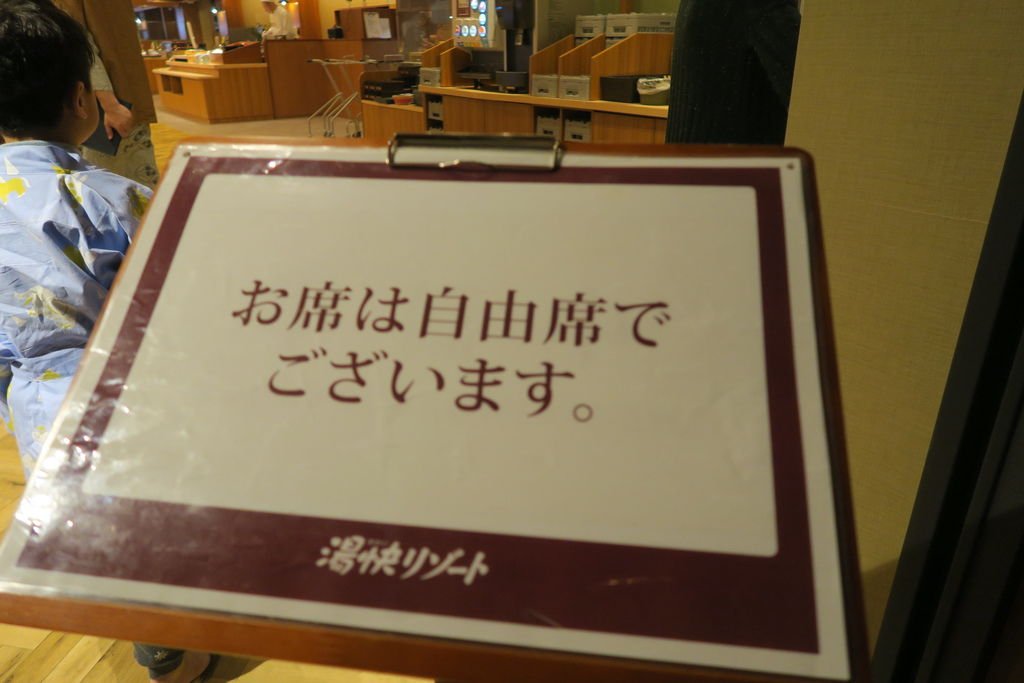 お席は自由席で
ございます。
湯快リゾート